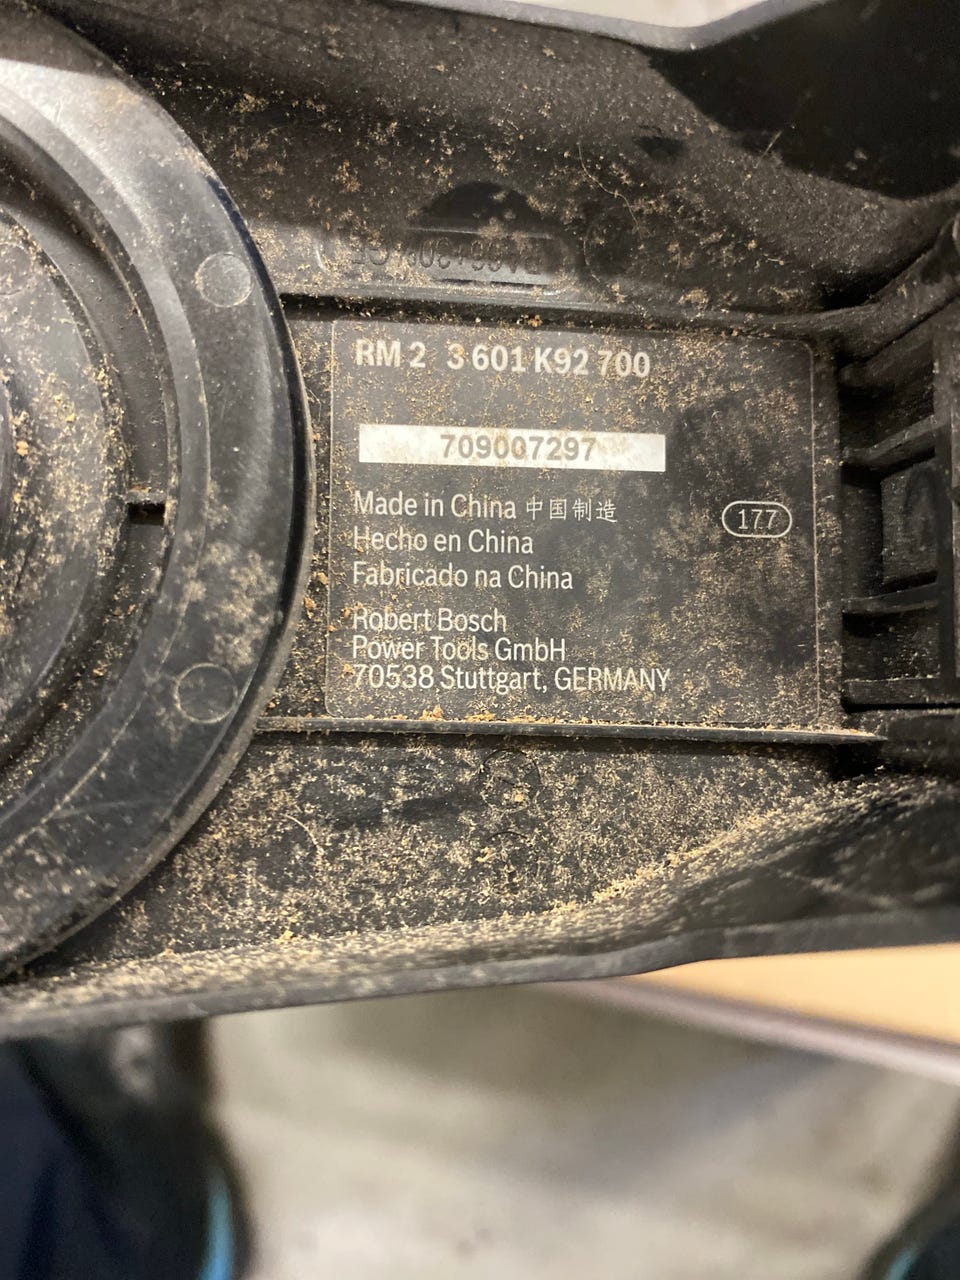 RM 2 3 601 K92 700
709007297
Made in China 中国制造
177
Hecho en China
Fabricado na China
Robert Bosch
Power Tools GmbH
70538 Stuttgart, GERMANY